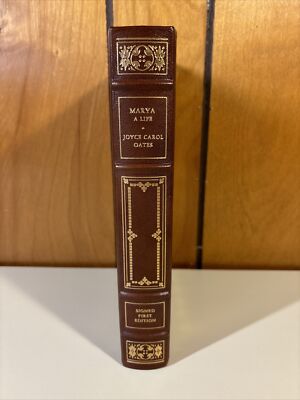 MARYA
A LIFE
JOYCE CAROL
OATES
SIGNED
FIRST
EDITION